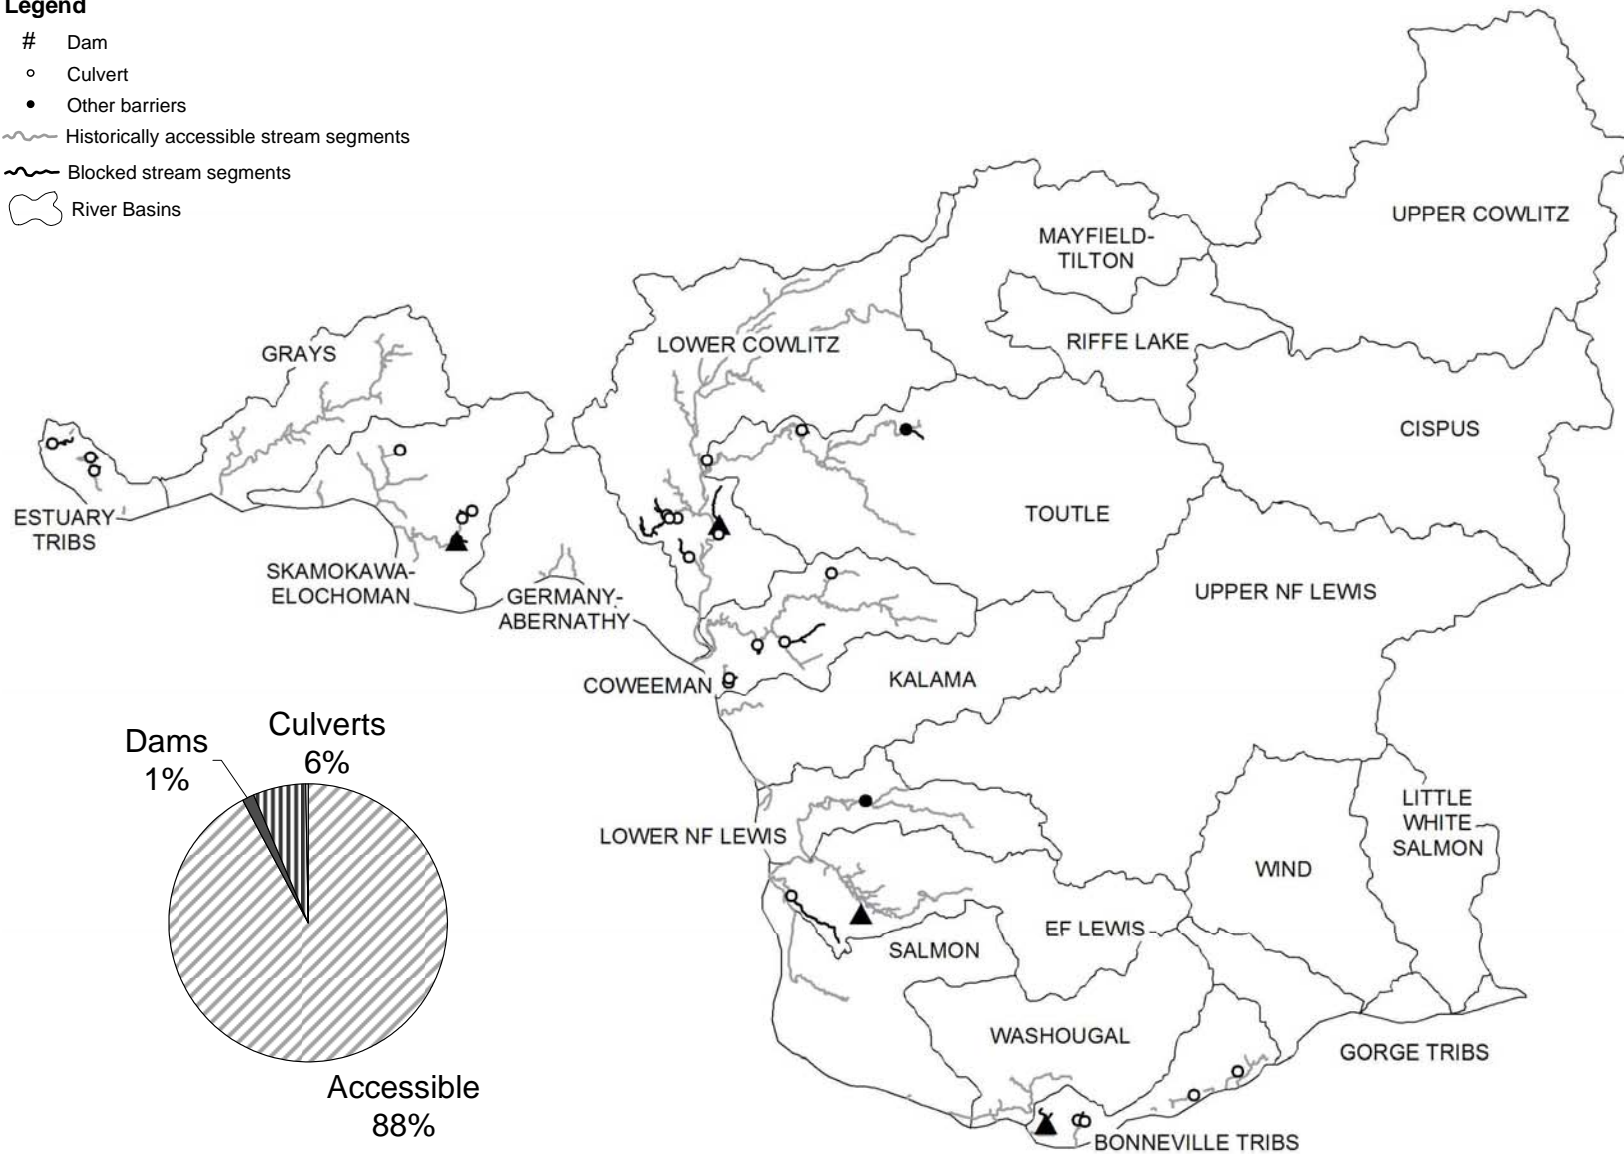 Legend
# Dam
Culvert
Other barriers
Historically accessible stream segments
Blocked stream segments
River Basins
UPPER COWLITZ
MAYFIELD-
TILTON
RIFFE LAKE
LOWER COWLITZ
GRAYS
CISPUS
ESTUARY
TRIBS
TOUTLE
SKAMOKAWA-
ELOCHOMAN
GERMANY-
ABERNATHY
UPPER NF LEWIS
COWEEMAN
KALAMA
Dams
1%
Culverts
6%
Accessible
88%
LOWER NF LEWIS
LITTLE
WHITE
SALMON
WIND
EF LEWIS
SALMON
WASHOUGAL
GORGE TRIBS
BONNEVILLE TRIBS